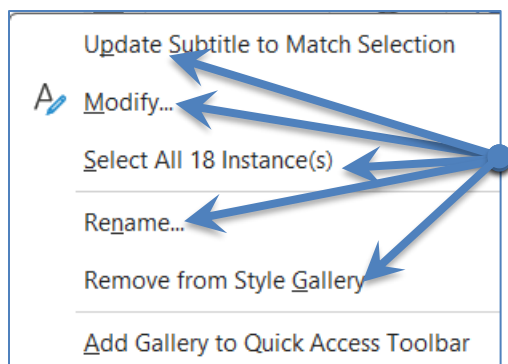 Update Subtitle to Match Selection
Modify...
Select All 18 Instance(s)
Rename...
Remove from Style Gallery
Add Gallery to Quick Access Toolbar